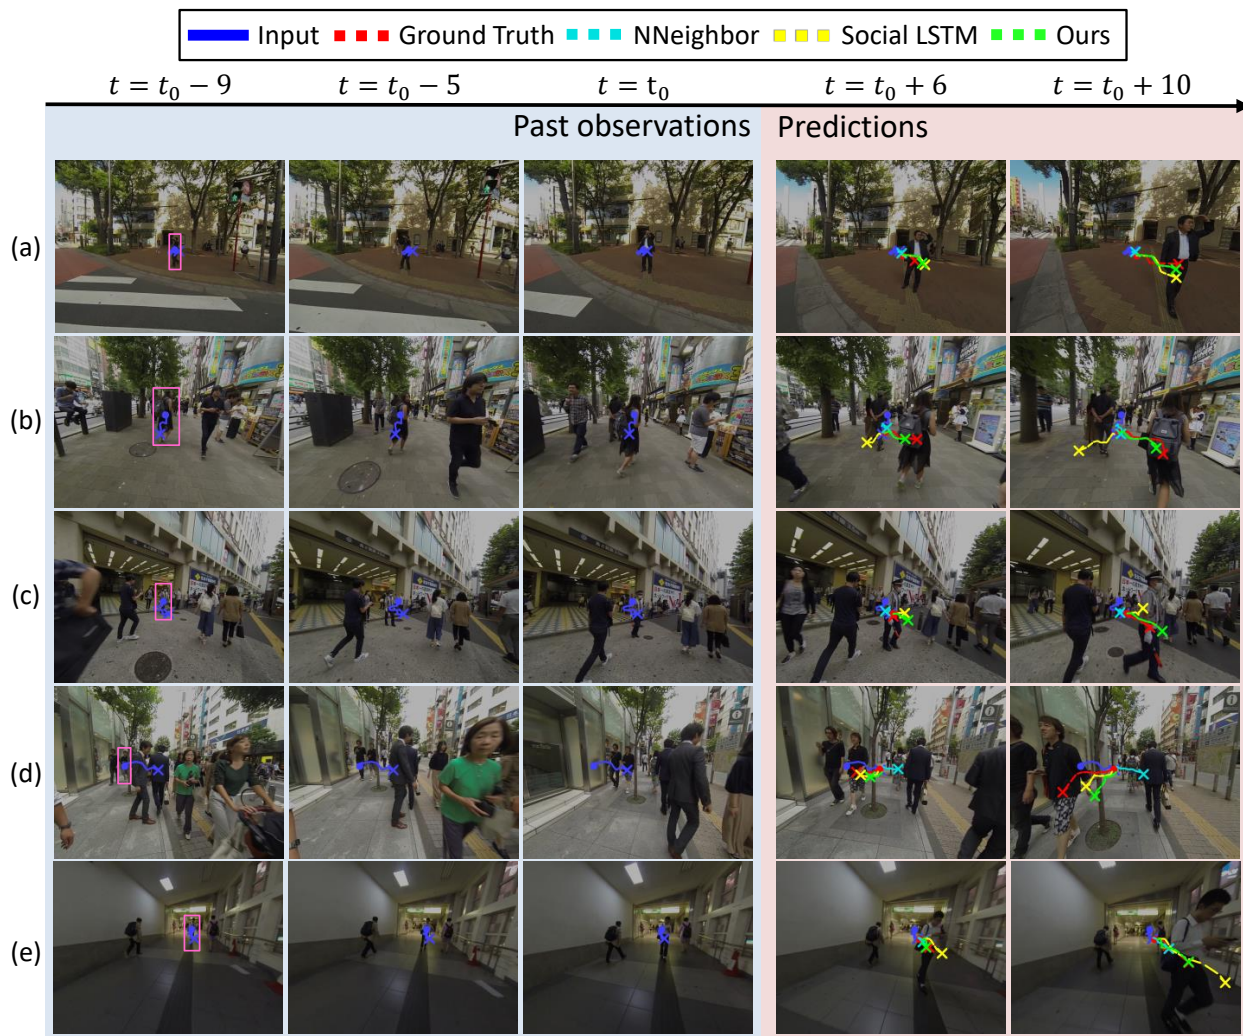 Input Ground Truth NNeighbor Social LSTM Ours
t = t₀ − 9 t = t₀ − 5 t = t₀ t = t₀ + 6 t = t₀ + 10
Past observations Predictions
(a)
(b)
(c)
(d)
(e)